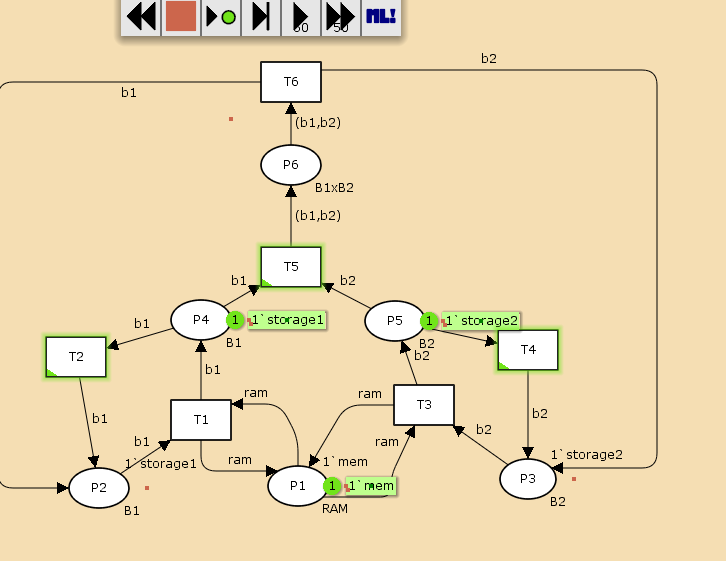 50 50 ML!
T6
b2
b1
(b1,b2)
P6
B1xB2
(b1,b2)
T5
b1
b2
P4
1
1`storage1
B1
P5
1
1`storage2
B2
b1
T2
T4
b2
b1
ram
ram
T3
b1
T1
b1
ram
ram
b2
b2
1`storage1
1`mem
1`storage2
P2
B1
P1
1
1`mem
RAM
P3
B2